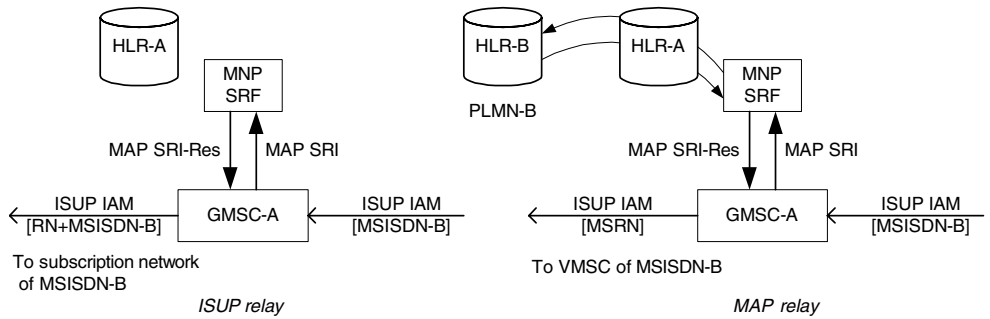 HLR-A
MNP
SRF
MAP SRI-Res
MAP SRI
ISUP IAM
[RN+MSISDN-B]
GMSC-A
ISUP IAM
[MSISDN-B]
To subscription network
of MSISDN-B
ISUP relay
HLR-B
HLR-A
PLMN-B
MNP
SRF
MAP SRI-Res
MAP SRI
ISUP IAM
[MSRN]
GMSC-A
ISUP IAM
[MSISDN-B]
To VMSC of MSISDN-B
MAP relay